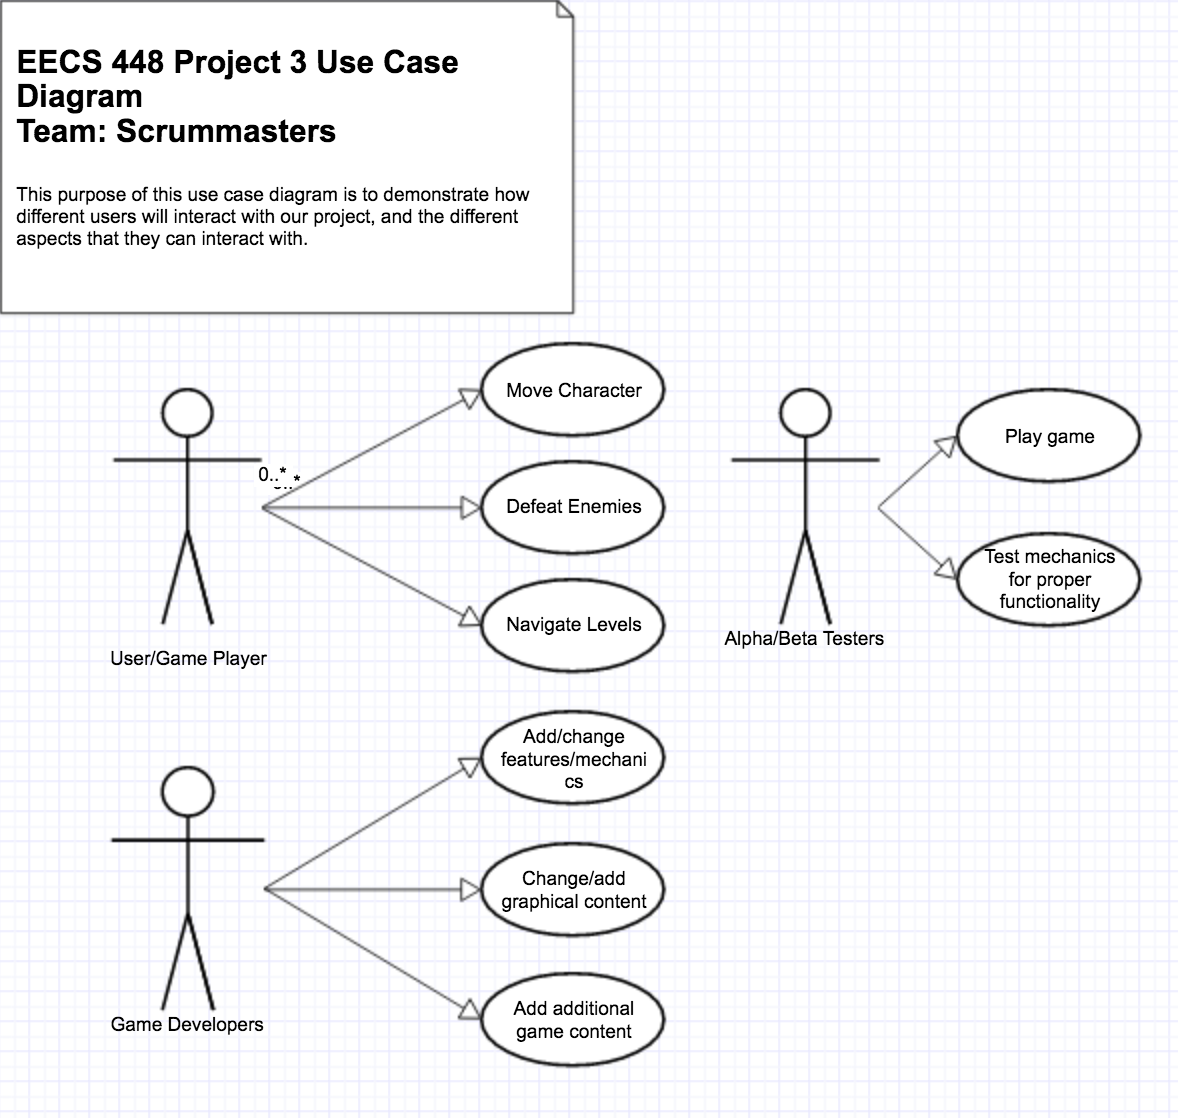 EECS 448 Project 3 Use Case
Diagram
Team: Scrummasters
This purpose of this use case diagram is to demonstrate how
different users will interact with our project, and the different
aspects that they can interact with.
Move Character
0..*
Defeat Enemies
Navigate Levels
User/Game Player
Play game
Test mechanics
for proper
functionality
Alpha/Beta Testers
Add/change
features/mechani
cs
Change/add
graphical content
Add additional
game content
Game Developers